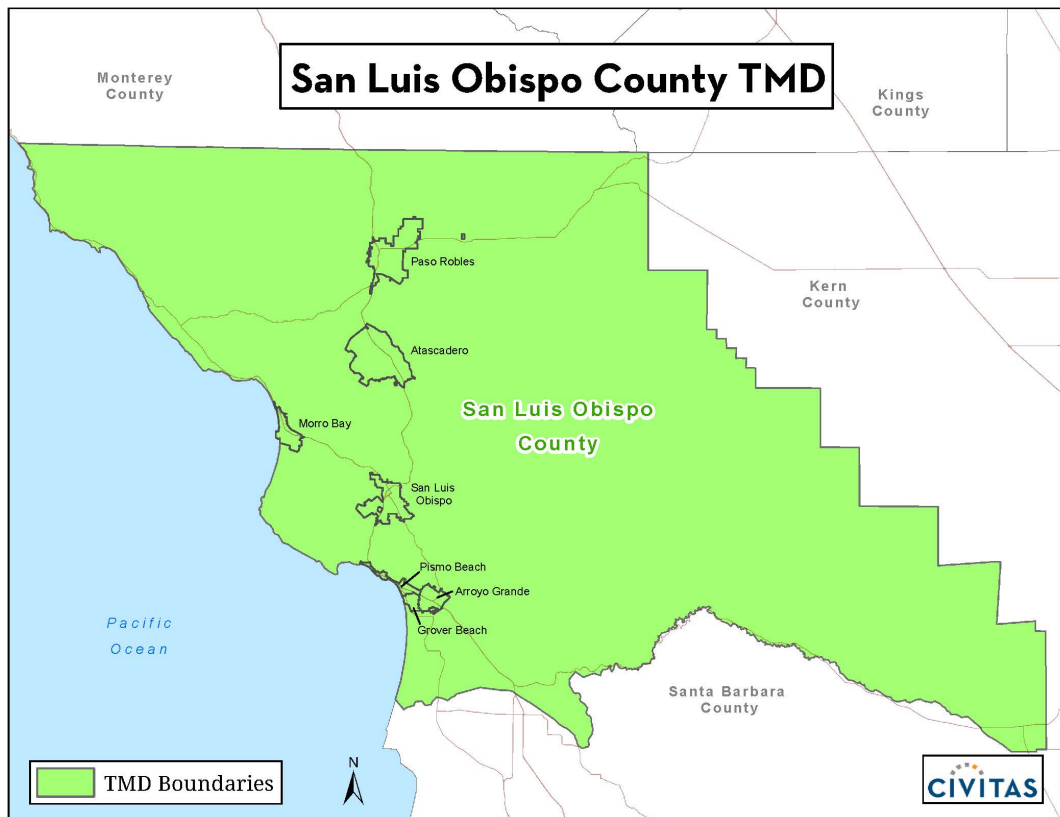 San Luis Obispo County TMD
Monterey
County
Kings
County
Paso Robles
Kern
County
Atascadero
San Luis Obispo
County
Morro Bay
San Luis
Obispo
Pismo Beach
Arroyo Grande
Grover Beach
Pacific
Ocean
Santa Barbara
County
TMD Boundaries
N
CIVITAS